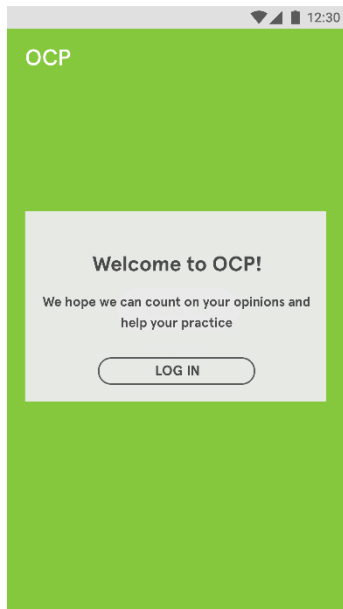 12:30
OCP
Welcome to OCP!
We hope we can count on your opinions and
help your practice
LOG IN